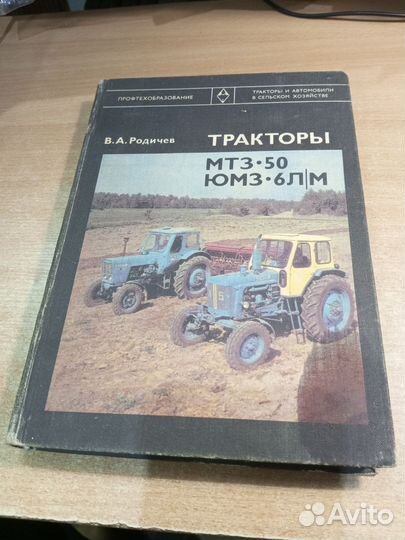 ПРОФТЕХОБРАЗОВАНИЕ
ТРАКТОРЫ И АВТОМОБИЛИ
В СЕЛЬСКОМ ХОЗЯЙСТВЕ
В.А.Родичев
ТРАКТОРЫ
МТЗ·50
ЮМЗ·6Л/М
Avito